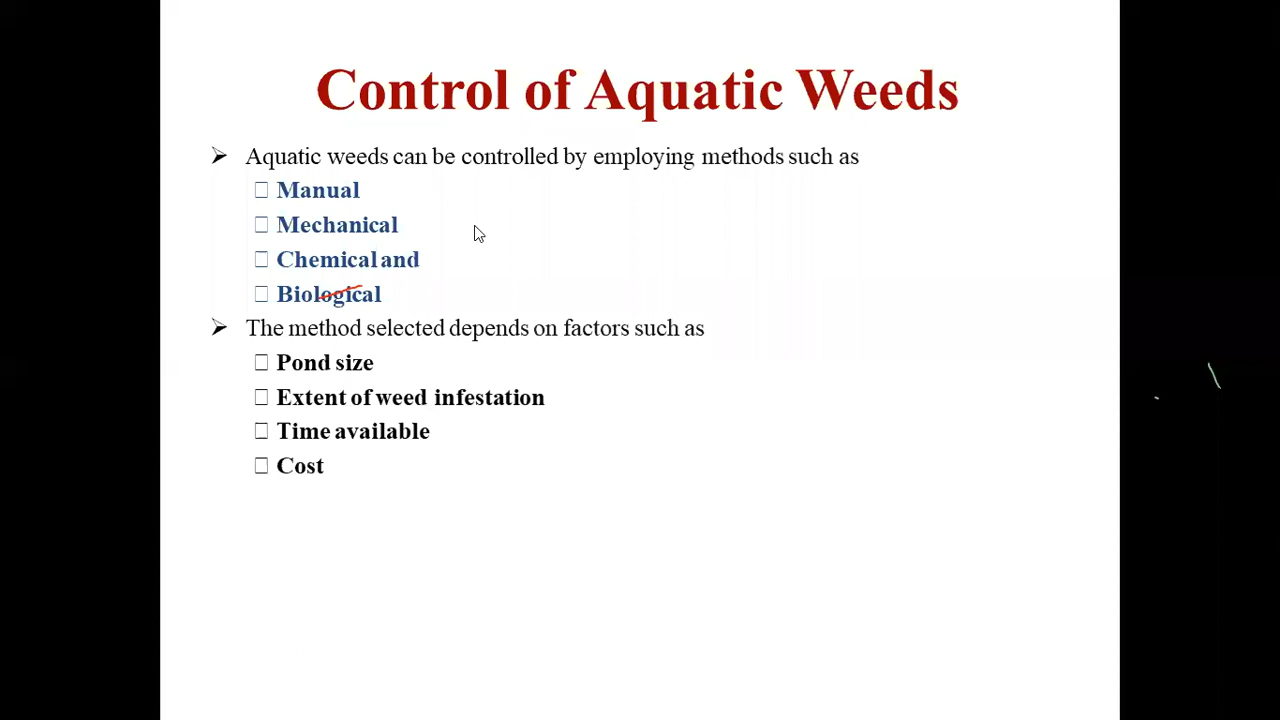 Control of Aquatic Weeds
➢ Aquatic weeds can be controlled by employing methods such as
□ Manual
□ Mechanical
□ Chemical and
□ Biological
➢ The method selected depends on factors such as
□ Pond size
□ Extent of weed infestation
□ Time available
□ Cost